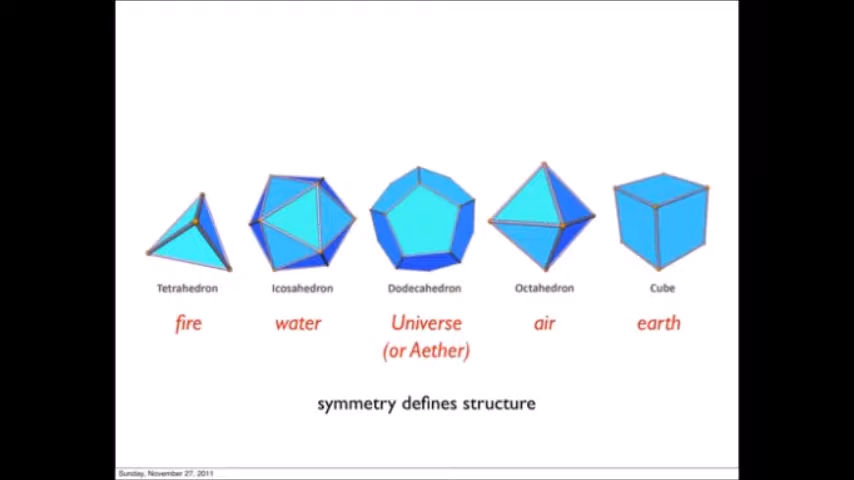 Tetrahedron Icosahedron Dodecahedron Octahedron Cube
fire water Universe air earth
(or Aether)
symmetry defines structure
Sunday, November 27, 2011